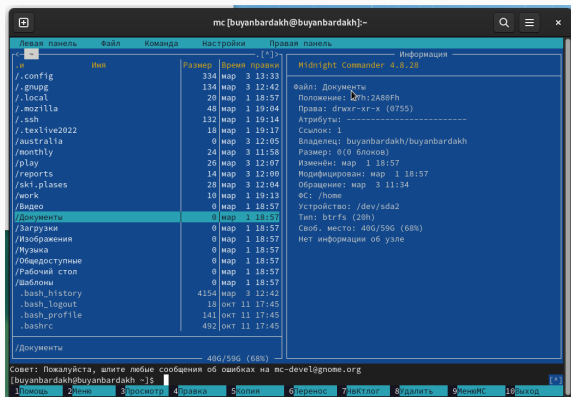 mc [buyanbardakh@buyanbardakh]:~
Левая панель Файл Команда Настройки Правая панель
<- ~ .[^]>
.и Имя Размер Время правки
/.config 334 мар 3 13:33
/.gnupg 134 мар 3 12:42
/.local 20 мар 1 18:57
/.mozilla 48 мар 1 19:04
/.ssh 132 мар 1 19:14
/.texlive2022 18 мар 1 19:17
/australia 0 мар 3 12:05
/monthly 24 мар 3 11:58
/play 26 мар 3 12:07
/reports 14 мар 3 12:00
/ski.plases 28 мар 3 12:04
/work 10 мар 1 19:13
/Видео 0 мар 1 18:57
/Документы 0 мар 1 18:57
/Загрузки 0 мар 1 18:57
/Изображения 0 мар 1 18:57
/Музыка 0 мар 1 18:57
/Общедоступные 0 мар 1 18:57
/Рабочий стол 0 мар 1 18:57
/Шаблоны 0 мар 1 18:57
.bash_history 4154 мар 3 12:42
.bash_logout 18 окт 11 17:45
.bash_profile 141 окт 11 17:45
.bashrc 492 окт 11 17:45
/Документы
40G/59G (68%)
Информация
Midnight Commander 4.8.28
Файл: Документы
Положение: 7h:2A80Fh
Права: drwxr-xr-x (0755)
Атрибуты: ----------------------
Ссылок: 1
Владелец: buyanbardakh/buyanbardakh
Размер: 0(0 блоков)
Изменён: мар 1 18:57
Модифицирован: мар 1 18:57
Обращение: мар 3 11:34
ФС: /home
Устройство: /dev/sda2
Тип: btrfs (20h)
Своб. место: 40G/59G (68%)
Нет информации об узле
Совет: Пожалуйста, шлите любые сообщения об ошибках на mc-devel@gnome.org
[buyanbardakh@buyanbardakh ~]$ [^]
1Помощь 2Меню 3Просмотр 4Правка 5Копия 6Перенос 7НвКтлог 8Удалить 9МенюМС 10Выход